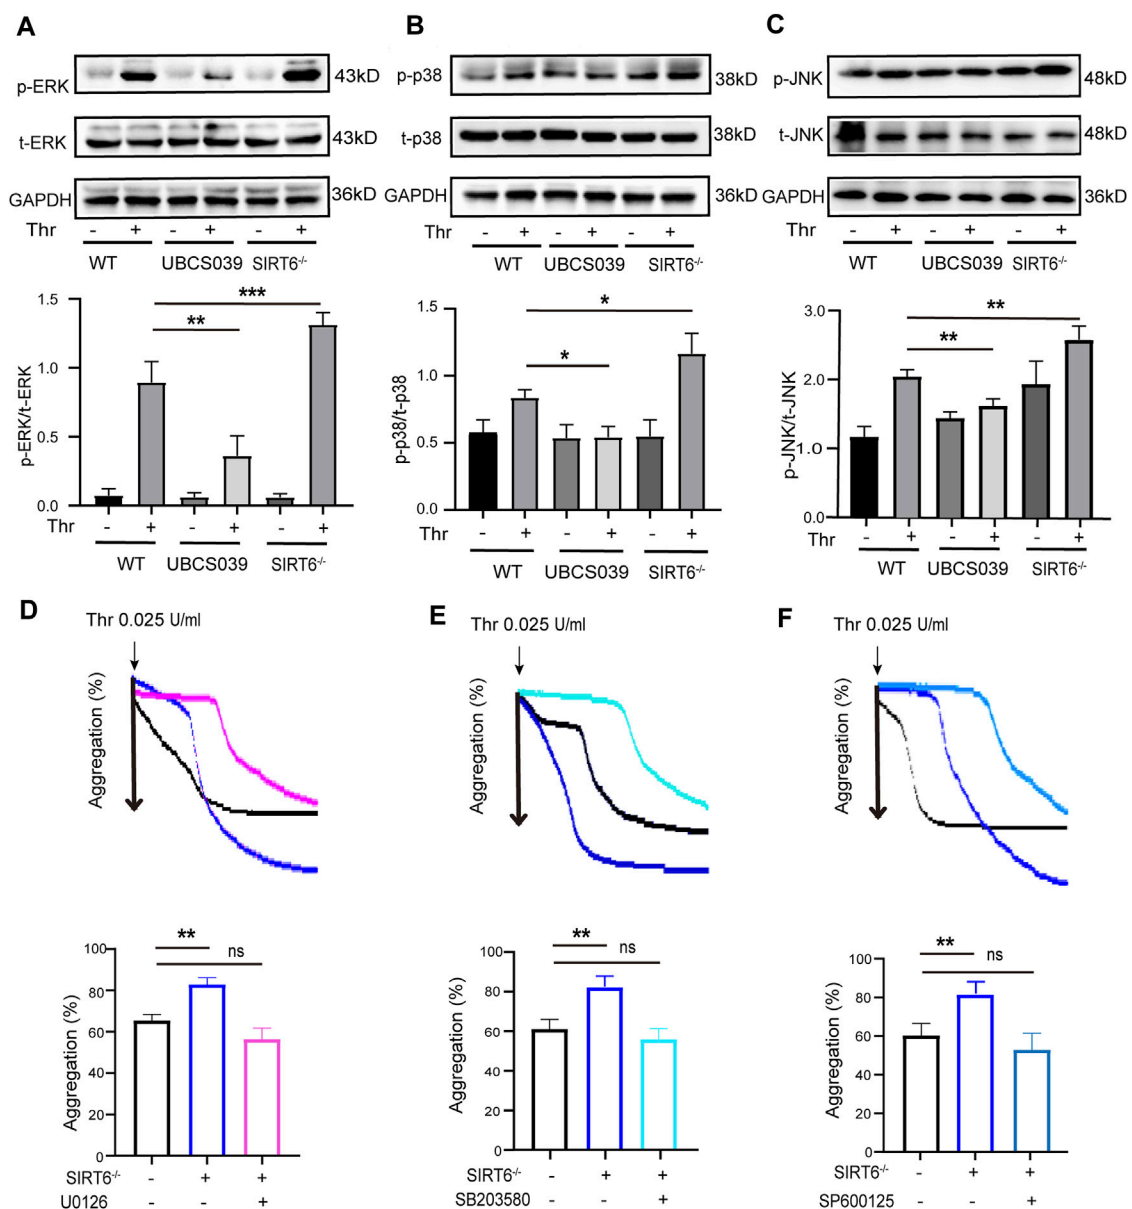 A
p-ERK 43kD
t-ERK 43kD
GAPDH 36kD
Thr - + - + - +
WT UBCS039 SIRT6-/-
1.5
1.0
0.5
0.0
p-ERK/t-ERK
***
**
Thr - + - + - +
WT UBCS039 SIRT6-/-
B
p-p38 38kD
t-p38 38kD
GAPDH 36kD
Thr - + - + - +
WT UBCS039 SIRT6-/-
1.5
1.0
0.5
0.0
p-p38/t-p38
*
*
Thr - + - + - +
WT UBCS039 SIRT6-/-
C
p-JNK 48kD
t-JNK 48kD
GAPDH 36kD
Thr - + - + - +
WT UBCS039 SIRT6-/-
3.0
2.0
1.0
0.0
p-JNK/t-JNK
**
**
Thr - + - + - +
WT UBCS039 SIRT6-/-
D
Thr 0.025 U/ml
Aggregation (%)
100
80
60
40
20
0
Aggregation (%)
**
ns
SIRT6-/- - + +
U0126 - - +
E
Thr 0.025 U/ml
Aggregation (%)
100
80
60
40
20
0
Aggregation (%)
**
ns
SIRT6-/- - + +
SB203580 - - +
F
Thr 0.025 U/ml
Aggregation (%)
100
80
60
40
20
0
Aggregation (%)
**
ns
SIRT6-/- - + +
SP600125 - - +